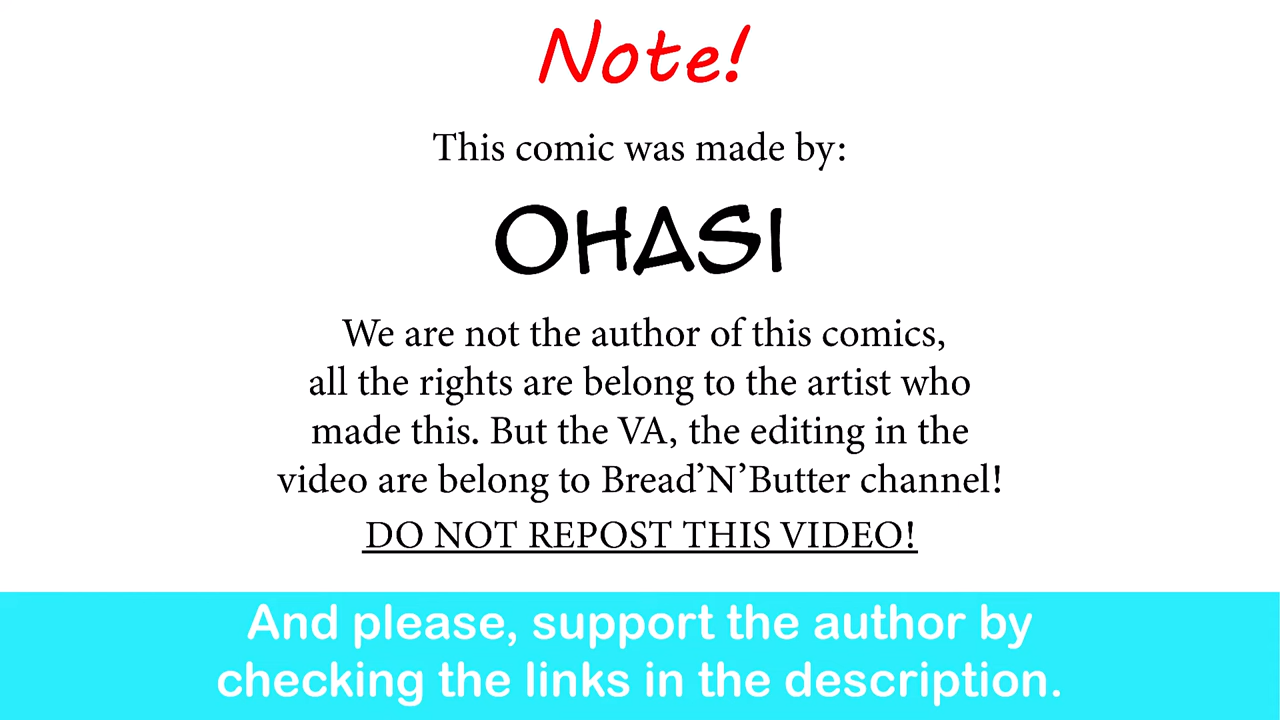 Note!
This comic was made by:
OHASI
We are not the author of this comics,
all the rights are belong to the artist who
made this. But the VA, the editing in the
video are belong to Bread’N’Butter channel!
DO NOT REPOST THIS VIDEO!
And please, support the author by
checking the links in the description.